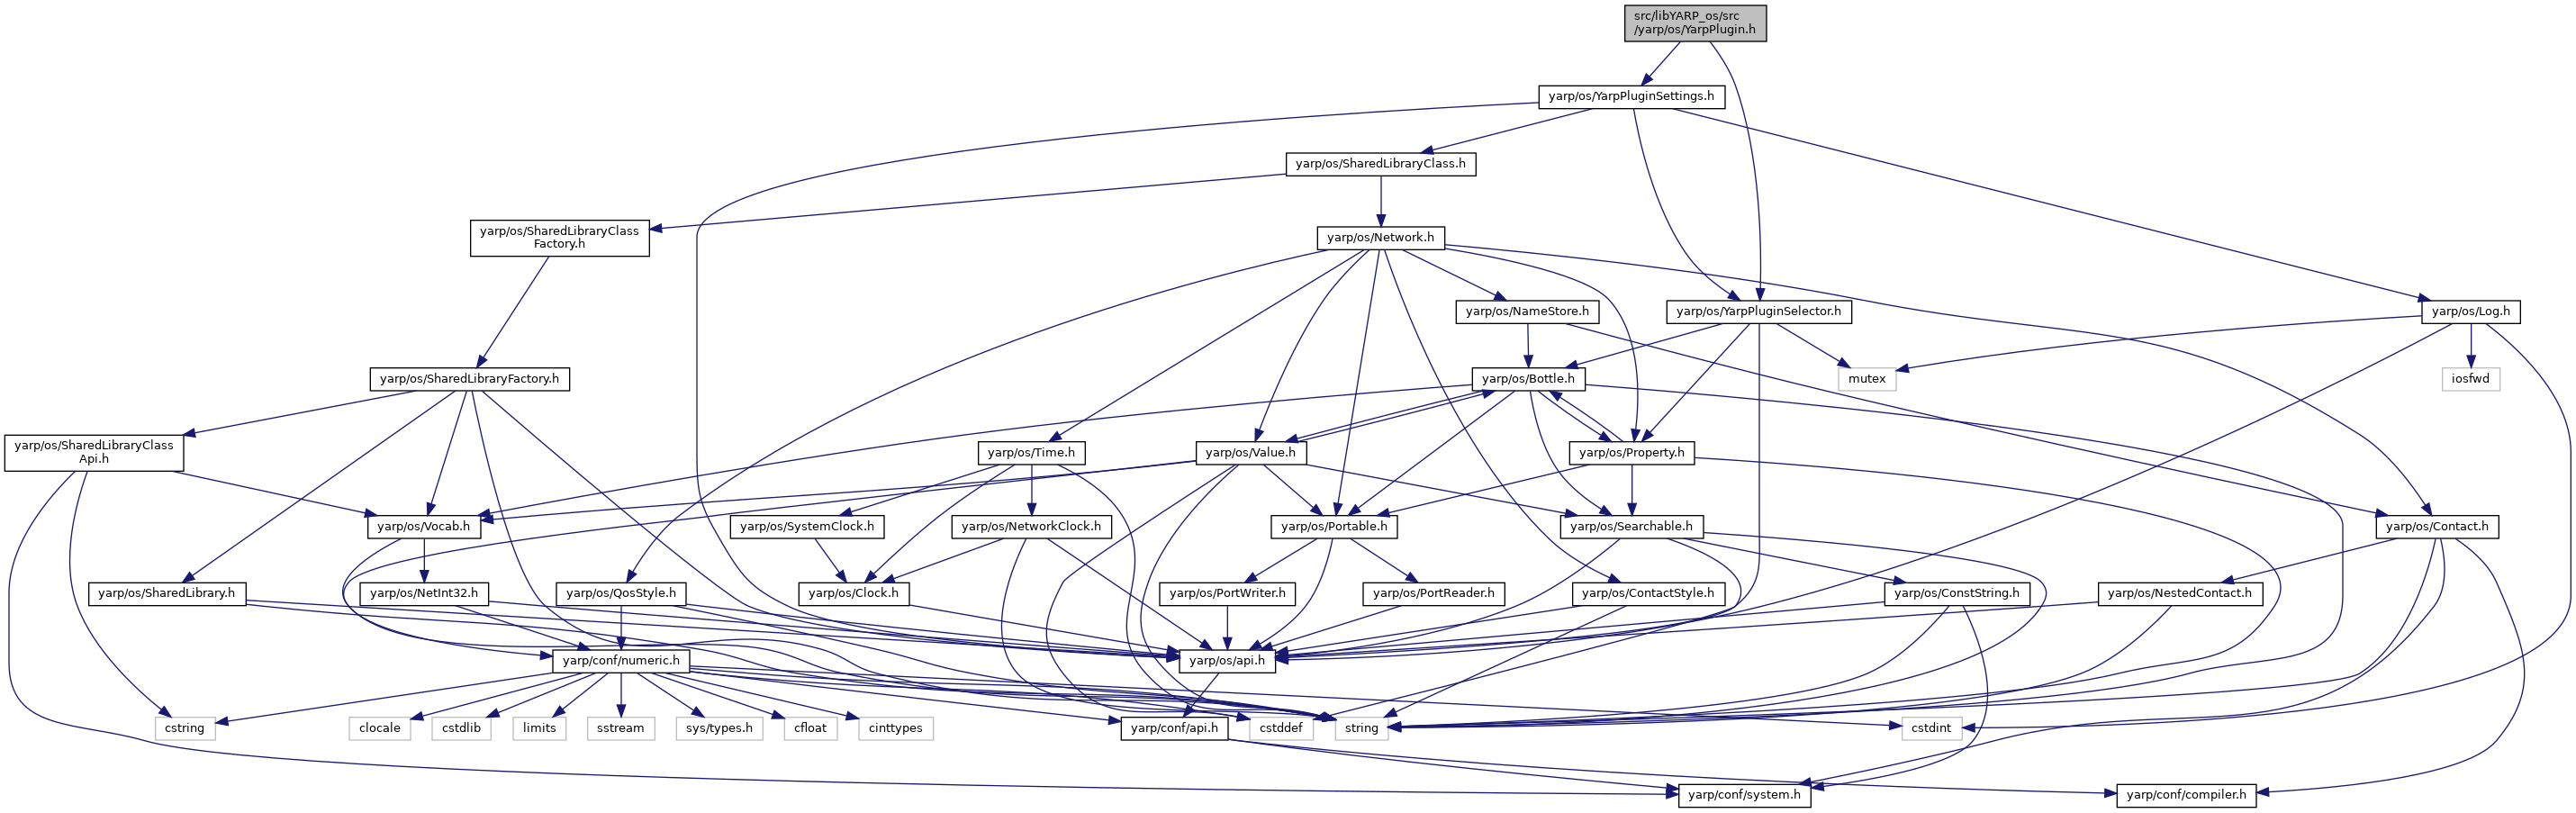 src/libYARP_os/src
/yarp/os/YarpPlugin.h
yarp/os/YarpPluginSettings.h
yarp/os/SharedLibraryClass.h
yarp/os/SharedLibraryClass
Factory.h
yarp/os/Network.h
yarp/os/NameStore.h
yarp/os/YarpPluginSelector.h
yarp/os/Log.h
yarp/os/SharedLibraryFactory.h
yarp/os/Bottle.h
mutex
iosfwd
yarp/os/SharedLibraryClass
Api.h
yarp/os/Time.h
yarp/os/Value.h
yarp/os/Property.h
yarp/os/Vocab.h
yarp/os/SystemClock.h
yarp/os/NetworkClock.h
yarp/os/Portable.h
yarp/os/Searchable.h
yarp/os/Contact.h
yarp/os/SharedLibrary.h
yarp/os/NetInt32.h
yarp/os/QosStyle.h
yarp/os/Clock.h
yarp/os/PortWriter.h
yarp/os/PortReader.h
yarp/os/ContactStyle.h
yarp/os/ConstString.h
yarp/os/NestedContact.h
yarp/conf/numeric.h
yarp/os/api.h
cstring
clocale
cstdlib
limits
sstream
sys/types.h
cfloat
cinttypes
yarp/conf/api.h
cstddef
string
cstdint
yarp/conf/system.h
yarp/conf/compiler.h